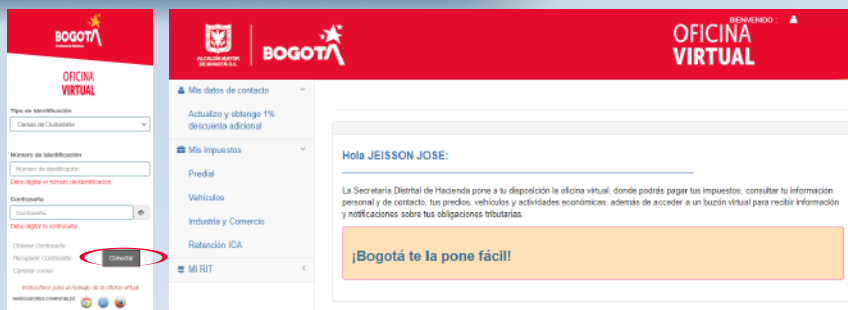 BOGOTÁ
OFICINA
VIRTUAL
Tipo de Identificación
Cedula de Ciudadania
Número de Identificación
Número de Identificación
Debe digitar el número de identificación
Contraseña
Contraseña
Debe digitar la contraseña
Obtener Contraseña
Recuperar Contraseña
Conectar
Cambiar correo
Instructivos para el manejo de la oficina virtual
NAVEGADORES COMPATIBLES
ALCALDÍA MAYOR
DE BOGOTÁ D.C.
BOGOTÁ
BIENVENIDO :
OFICINA
VIRTUAL
Mis datos de contacto
Actualizo y obtengo 1%
descuento adicional
Mis impuestos
Predial
Vehículos
Industria y Comercio
Retención ICA
Mi RIT
Hola JEISSON JOSE:
La Secretaria Distrital de Hacienda pone a tu disposición la oficina virtual, donde podrás pagar tus impuestos; consultar tu información
personal y de contacto, tus predios, vehículos y actividades económicas; además de acceder a un buzón virtual para recibir información
y notificaciones sobre tus obligaciones tributarias.
¡Bogotá te la pone fácil!